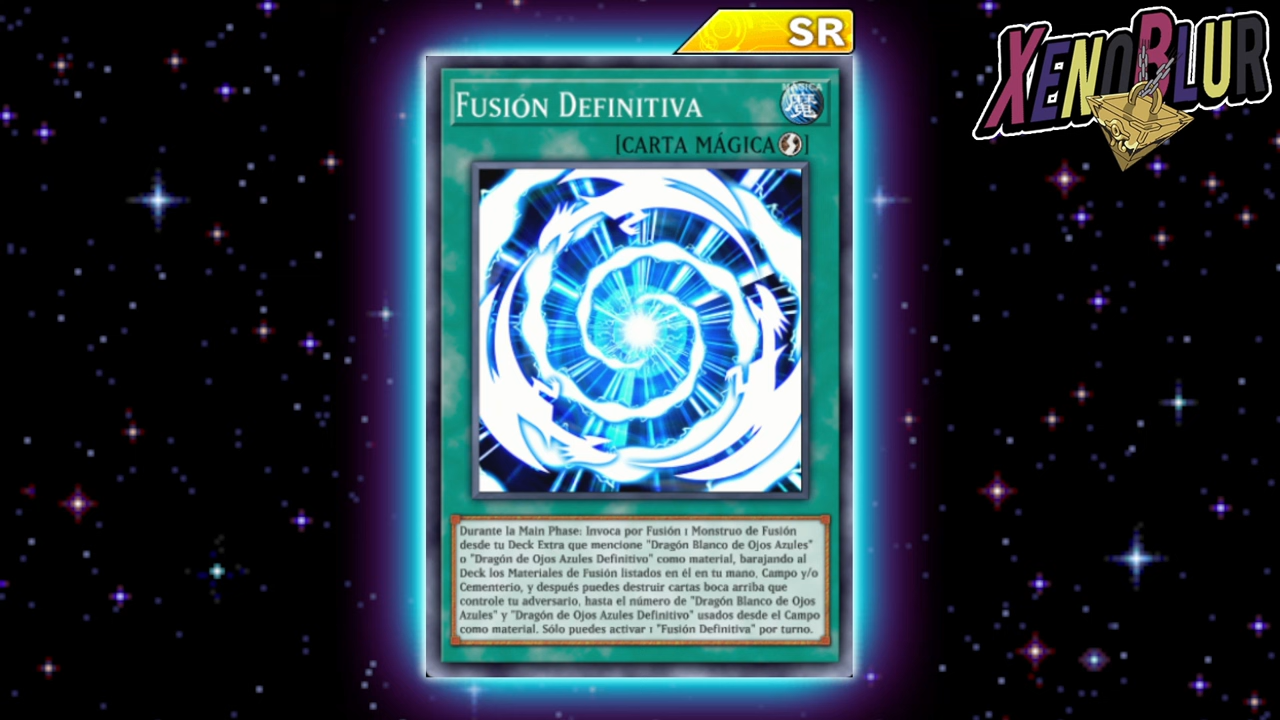 SR
XENOBLUR
FUSIÓN DEFINITIVA
MÁGICA
魔
[CARTA MÁGICA]
Durante la Main Phase: Invoca por Fusión 1 Monstruo de Fusión
desde tu Deck Extra que mencione "Dragón Blanco de Ojos Azules"
o "Dragón de Ojos Azules Definitivo" como material, barajando al
Deck los Materiales de Fusión listados en él en tu mano, Campo y/o
Cementerio, y después puedes destruir cartas boca arriba que
controle tu adversario, hasta el número de "Dragón Blanco de Ojos
Azules" y "Dragón de Ojos Azules Definitivo" usados desde el Campo
como material. Sólo puedes activar 1 "Fusión Definitiva" por turno.